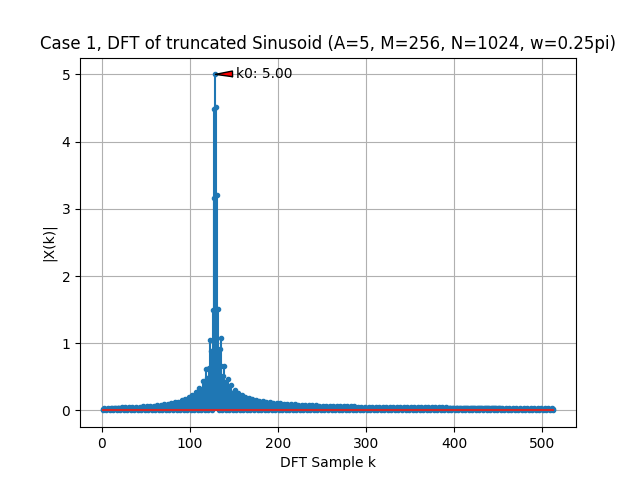 Case 1, DFT of truncated Sinusoid (A=5, M=256, N=1024, w=0.25pi)
5
k0: 5.00
4
3
2
1
0
|X(k)|
0 100 200 300 400 500
DFT Sample k